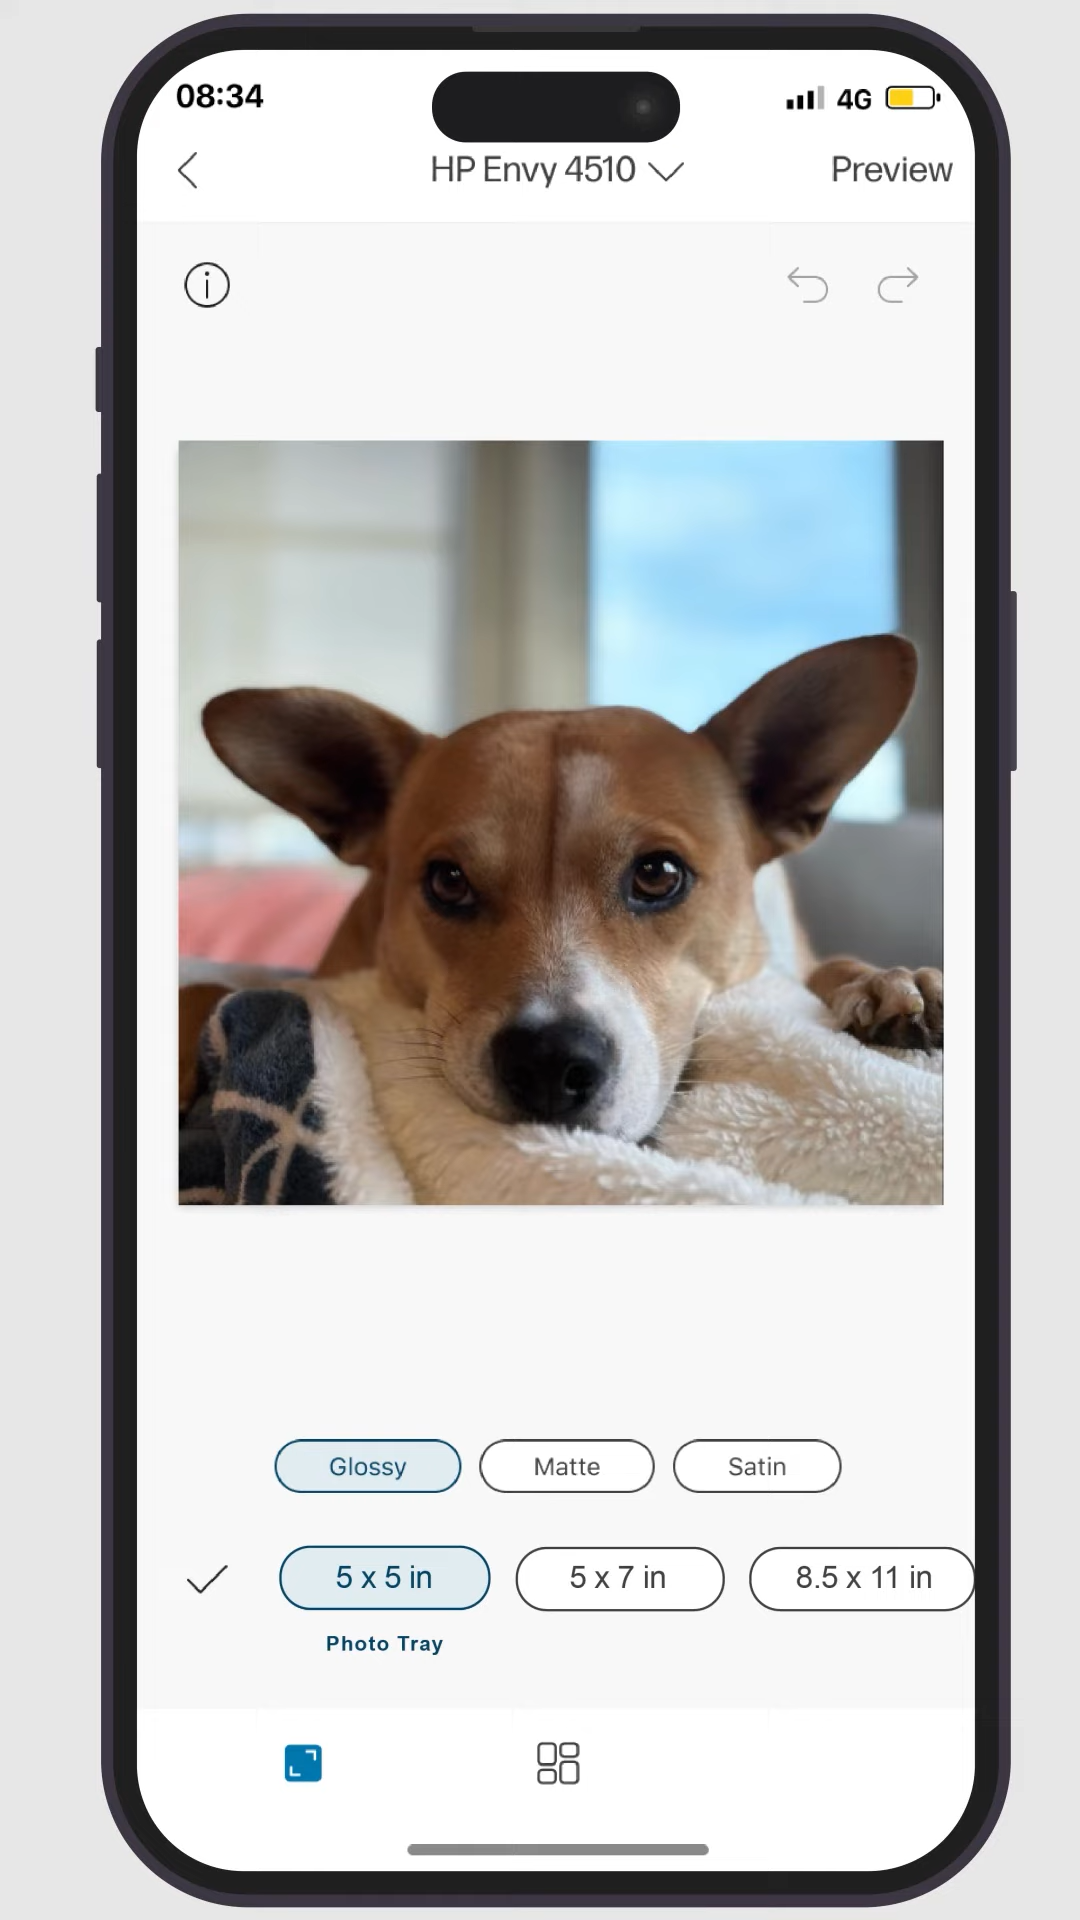 08:34
4G
HP Envy 4510
Preview
Glossy
Matte
Satin
5 x 5 in
5 x 7 in
8.5 x 11 in
Photo Tray